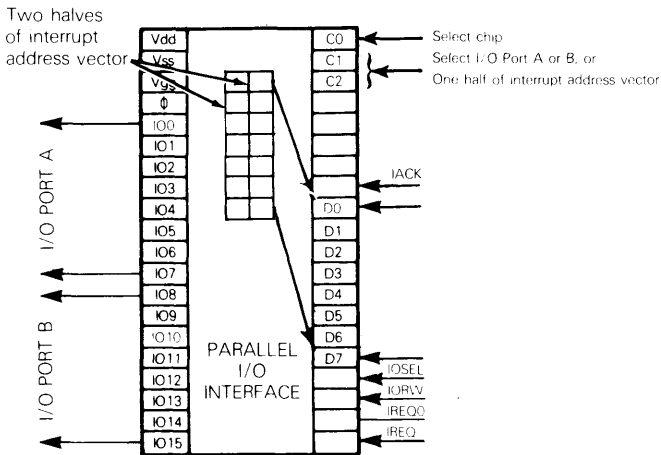 Two halves
of interrupt
address vector
Vdd
Vss
Vgs
Φ
IO0
IO1
IO2
IO3
IO4
IO5
IO6
IO7
IO8
IO9
IO10
IO11
IO12
IO13
IO14
IO15
I/O PORT A
I/O PORT B
PARALLEL
I/O
INTERFACE
C0
C1
C2
D0
D1
D2
D3
D4
D5
D6
D7
Select chip
Select I/O Port A or B, or
One half of interrupt address vector
IACK
IOSEL
IORW
IREQ0
IREQ